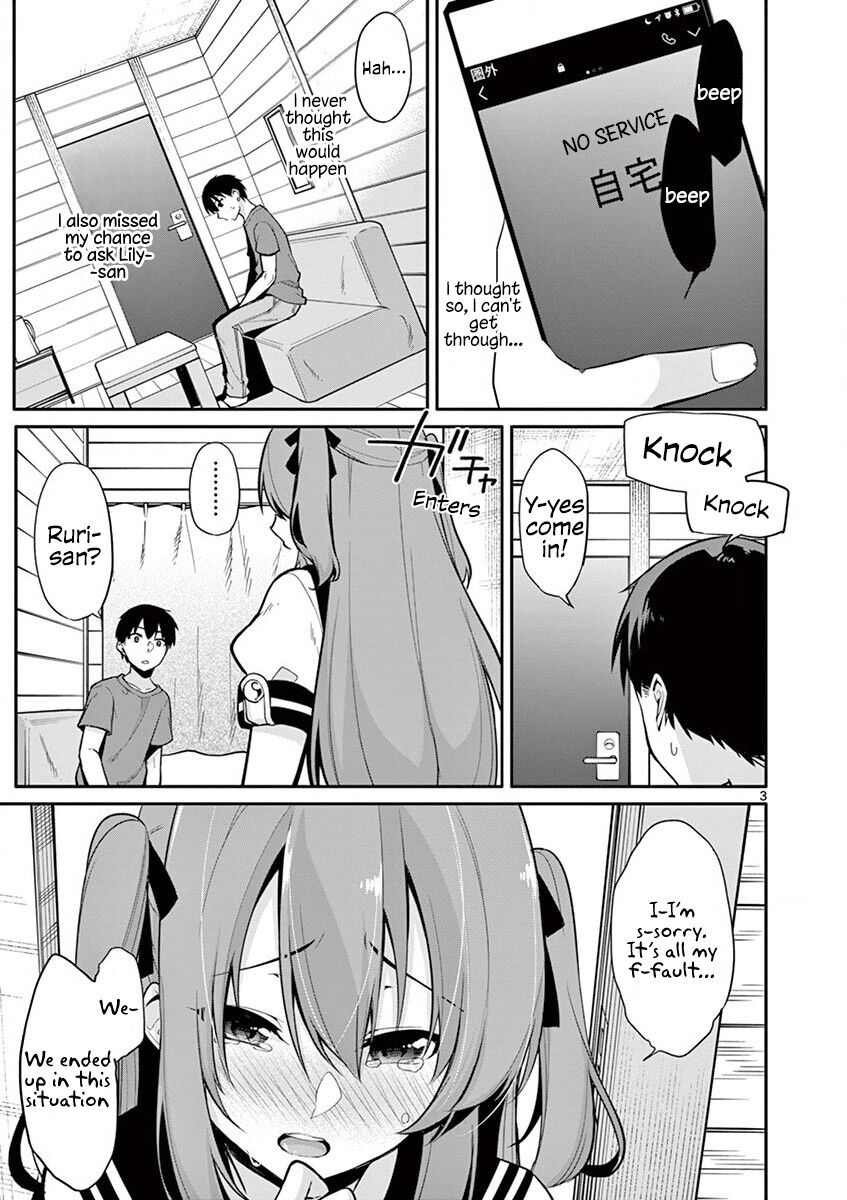 圏外
NO SERVICE
自宅
beep
beep
I thought
so, I can't
get
through...
Hah...
I never
thought
this
would
happen
I also missed
my chance
to ask Lily-
-san
Knock
Knock
Y-yes
come
in!
ガチャ
Enters
........
Ruri-
san?
3
I-I'm
s-sorry.
It's all my
f-fault...
We-
We ended
up in this
situation